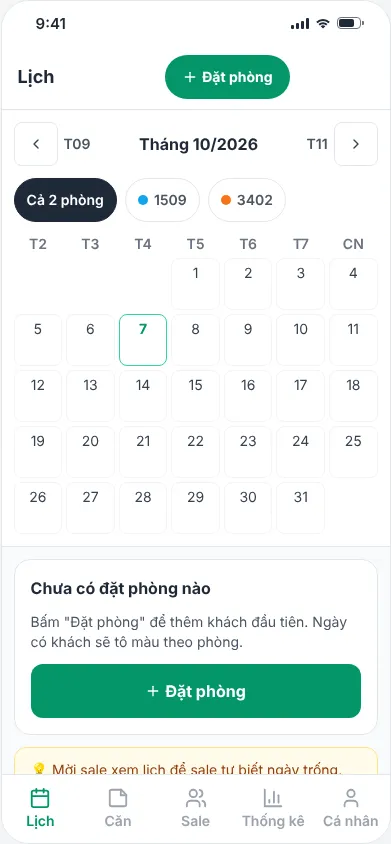 9:41
Lịch
+ Đặt phòng
T09
Tháng 10/2026
T11
Cả 2 phòng
1509
3402
T2 T3 T4 T5 T6 T7 CN
1 2 3 4
5 6 7 8 9 10 11
12 13 14 15 16 17 18
19 20 21 22 23 24 25
26 27 28 29 30 31
Chưa có đặt phòng nào
Bấm "Đặt phòng" để thêm khách đầu tiên. Ngày
có khách sẽ tô màu theo phòng.
+ Đặt phòng
💡 Mời sale xem lịch để sale tự biết ngày trống,
Lịch Căn Sale Thống kê Cá nhân